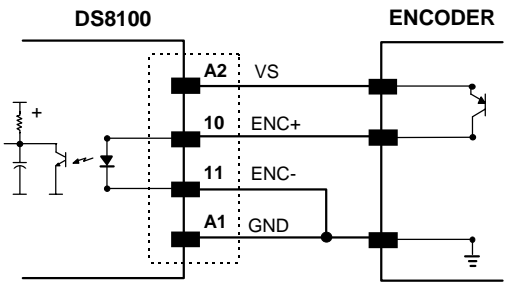 DS8100
ENCODER
A2 VS
10 ENC+
11 ENC-
A1 GND
+